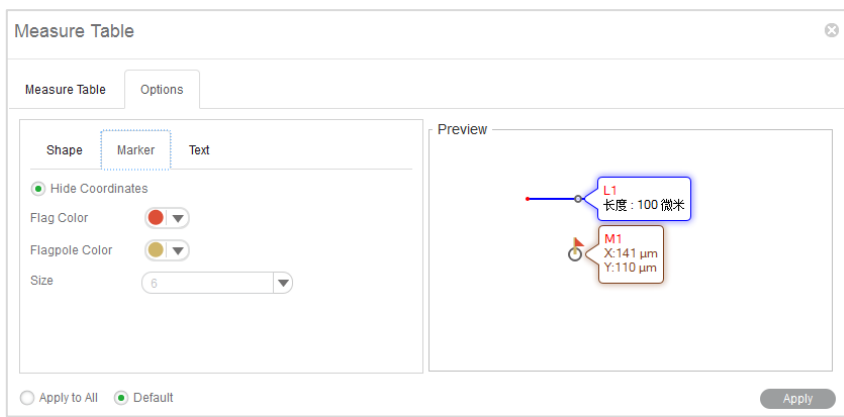 Measure Table
Measure Table Options
Shape Marker Text
Hide Coordinates
Flag Color
Flagpole Color
Size 6
Preview
L1
长度 : 100 微米
M1
X:141 µm
Y:110 µm
Apply to All Default Apply